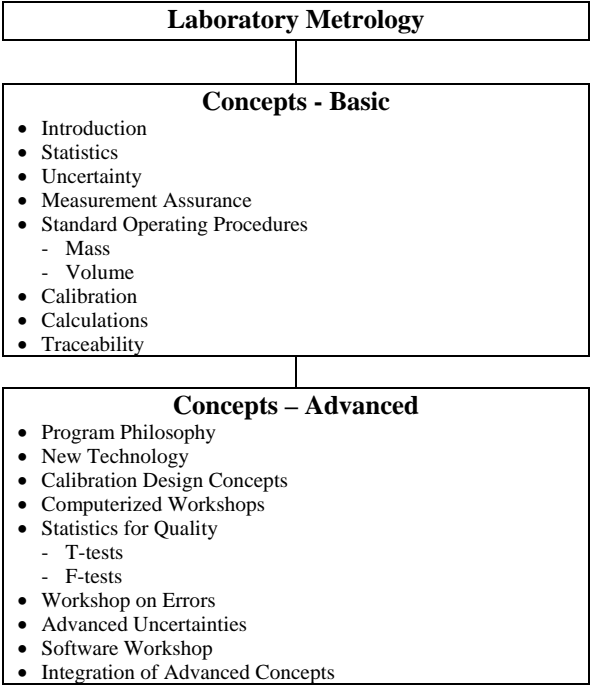 Laboratory Metrology
Concepts - Basic
• Introduction
• Statistics
• Uncertainty
• Measurement Assurance
• Standard Operating Procedures
- Mass
- Volume
• Calibration
• Calculations
• Traceability
Concepts – Advanced
• Program Philosophy
• New Technology
• Calibration Design Concepts
• Computerized Workshops
• Statistics for Quality
- T-tests
- F-tests
• Workshop on Errors
• Advanced Uncertainties
• Software Workshop
• Integration of Advanced Concepts